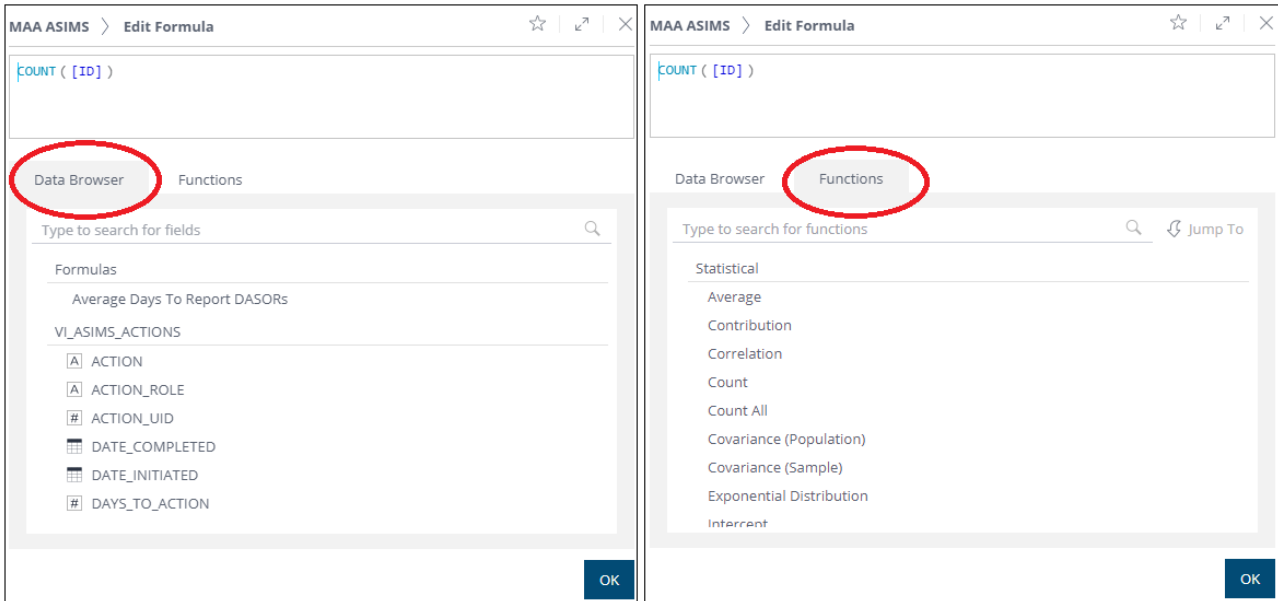 MAA ASIMS > Edit Formula
COUNT ( [ID] )
Data Browser Functions
Type to search for fields
Formulas
Average Days To Report DASORs
VI_ASIMS_ACTIONS
A ACTION
A ACTION_ROLE
# ACTION_UID
DATE_COMPLETED
DATE_INITIATED
# DAYS_TO_ACTION
OK
MAA ASIMS > Edit Formula
COUNT ( [ID] )
Data Browser Functions
Type to search for functions Jump To
Statistical
Average
Contribution
Correlation
Count
Count All
Covariance (Population)
Covariance (Sample)
Exponential Distribution
Intercept
OK